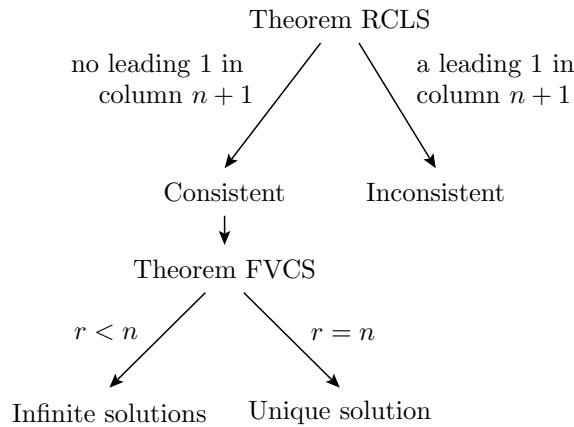 Theorem RCLS
no leading 1 in
column n + 1
a leading 1 in
column n + 1
Consistent
Inconsistent
Theorem FVCS
r < n
r = n
Infinite solutions
Unique solution